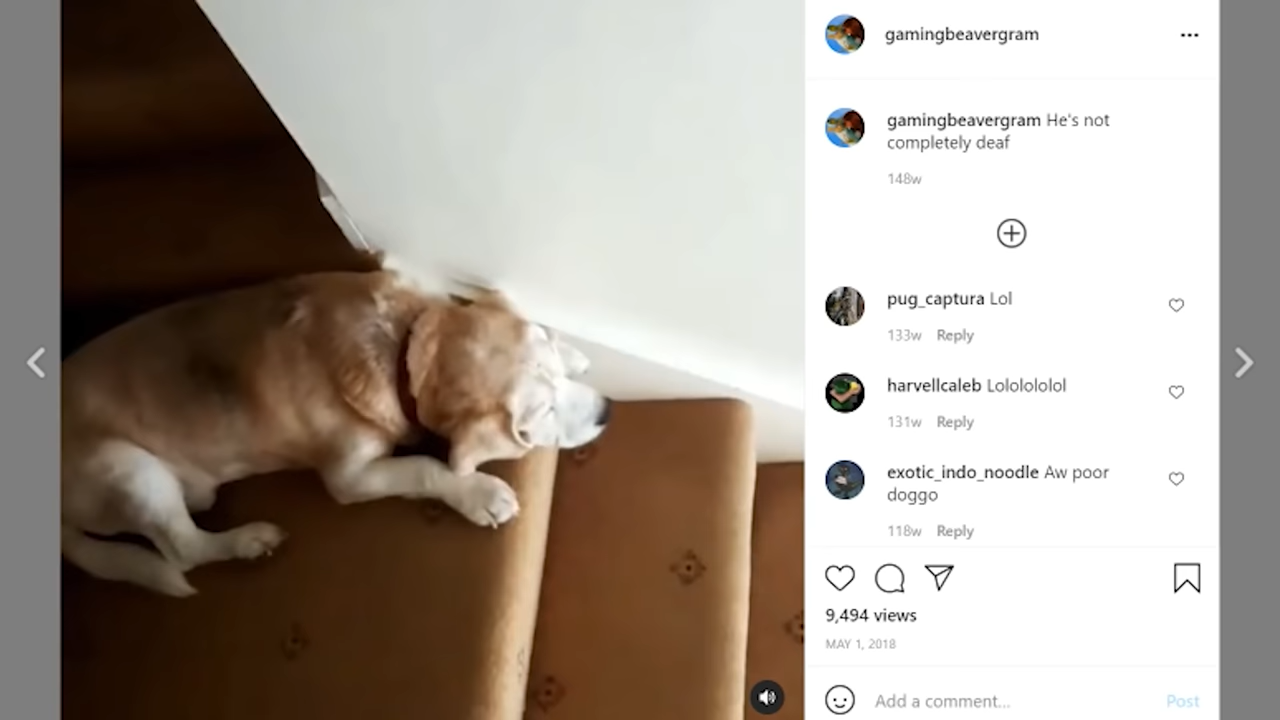 gamingbeavergram
gamingbeavergram He's not
completely deaf
148w
pug_captura Lol
133w Reply
harvellcaleb Lolololololol
131w Reply
exotic_indo_noodle Aw poor
doggo
118w Reply
9,494 views
MAY 1, 2018
Add a comment... Post